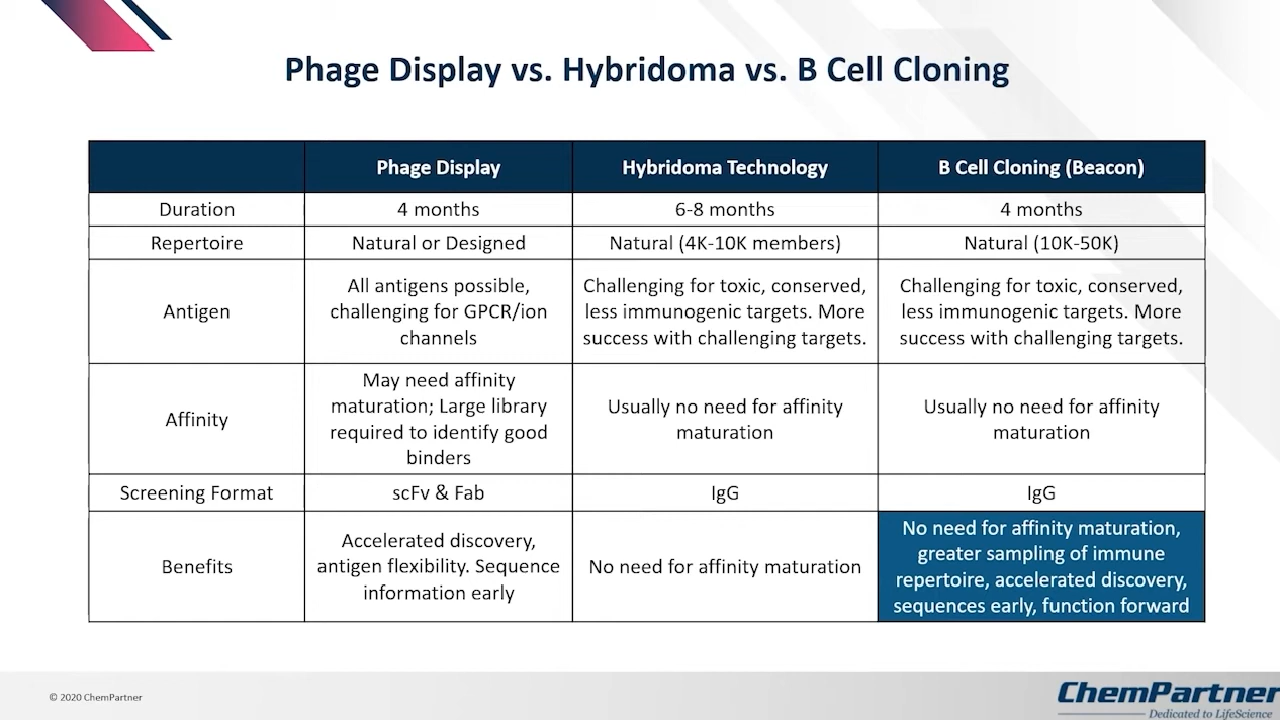 Phage Display vs. Hybridoma vs. B Cell Cloning
Phage Display
Hybridoma Technology
B Cell Cloning (Beacon)
Duration
4 months
6-8 months
4 months
Repertoire
Natural or Designed
Natural (4K-10K members)
Natural (10K-50K)
Antigen
All antigens possible,
challenging for GPCR/ion
channels
Challenging for toxic, conserved,
less immunogenic targets. More
success with challenging targets.
Challenging for toxic, conserved,
less immunogenic targets. More
success with challenging targets.
Affinity
May need affinity
maturation; Large library
required to identify good
binders
Usually no need for affinity
maturation
Usually no need for affinity
maturation
Screening Format
scFv & Fab
IgG
IgG
Benefits
Accelerated discovery,
antigen flexibility. Sequence
information early
No need for affinity maturation
No need for affinity maturation,
greater sampling of immune
repertoire, accelerated discovery,
sequences early, function forward
© 2020 ChemPartner
ChemPartner
Dedicated to LifeScience